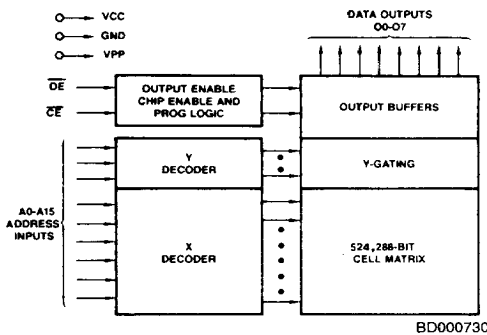 VCC
GND
VPP
DATA OUTPUTS
O0-O7
OE
CE
OUTPUT ENABLE
CHIP ENABLE AND
PROG LOGIC
OUTPUT BUFFERS
A0-A15
ADDRESS
INPUTS
Y
DECODER
Y-GATING
X
DECODER
524,288-BIT
CELL MATRIX
BD000730